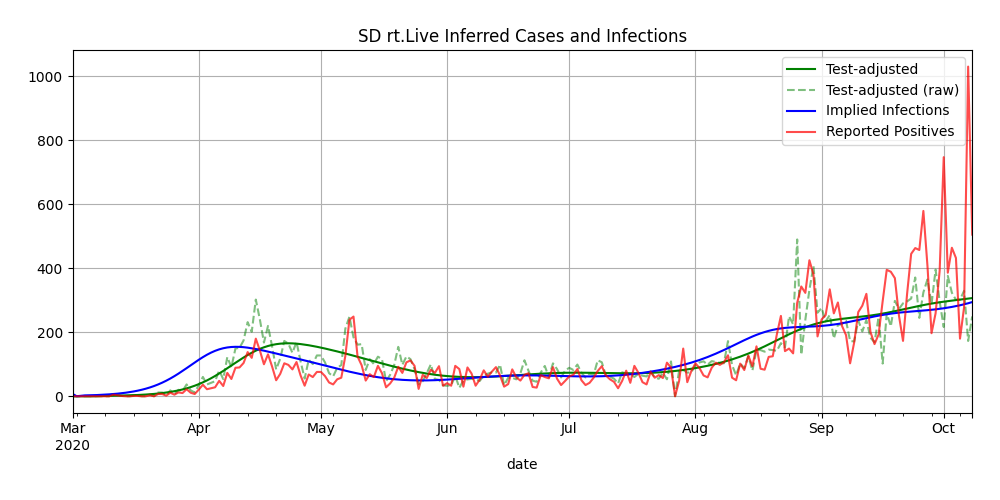 SD rt.Live Inferred Cases and Infections
Test-adjusted
Test-adjusted (raw)
Implied Infections
Reported Positives
1000
800
600
400
200
0
Mar Apr May Jun Jul Aug Sep Oct
2020
date